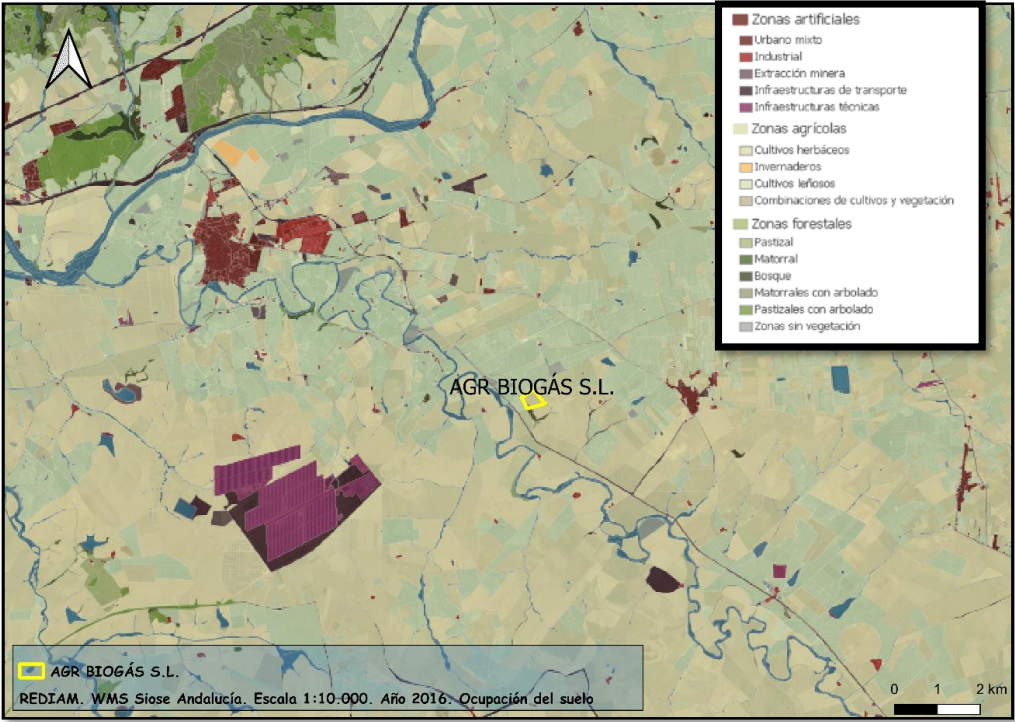 Zonas artificiales
Urbano mixto
Industrial
Extracción minera
Infraestructuras de transporte
Infraestructuras técnicas
Zonas agrícolas
Cultivos herbáceos
Invernaderos
Cultivos leñosos
Combinaciones de cultivos y vegetación
Zonas forestales
Pastizal
Matorral
Bosque
Matorrales con arbolado
Pastizales con arbolado
Zonas sin vegetación
AGR BIOGÁS S.L.
AGR BIOGÁS S.L.
REDIAM. WMS Siose Andalucía. Escala 1:10.000. Año 2016. Ocupación del suelo
0 1 2 km